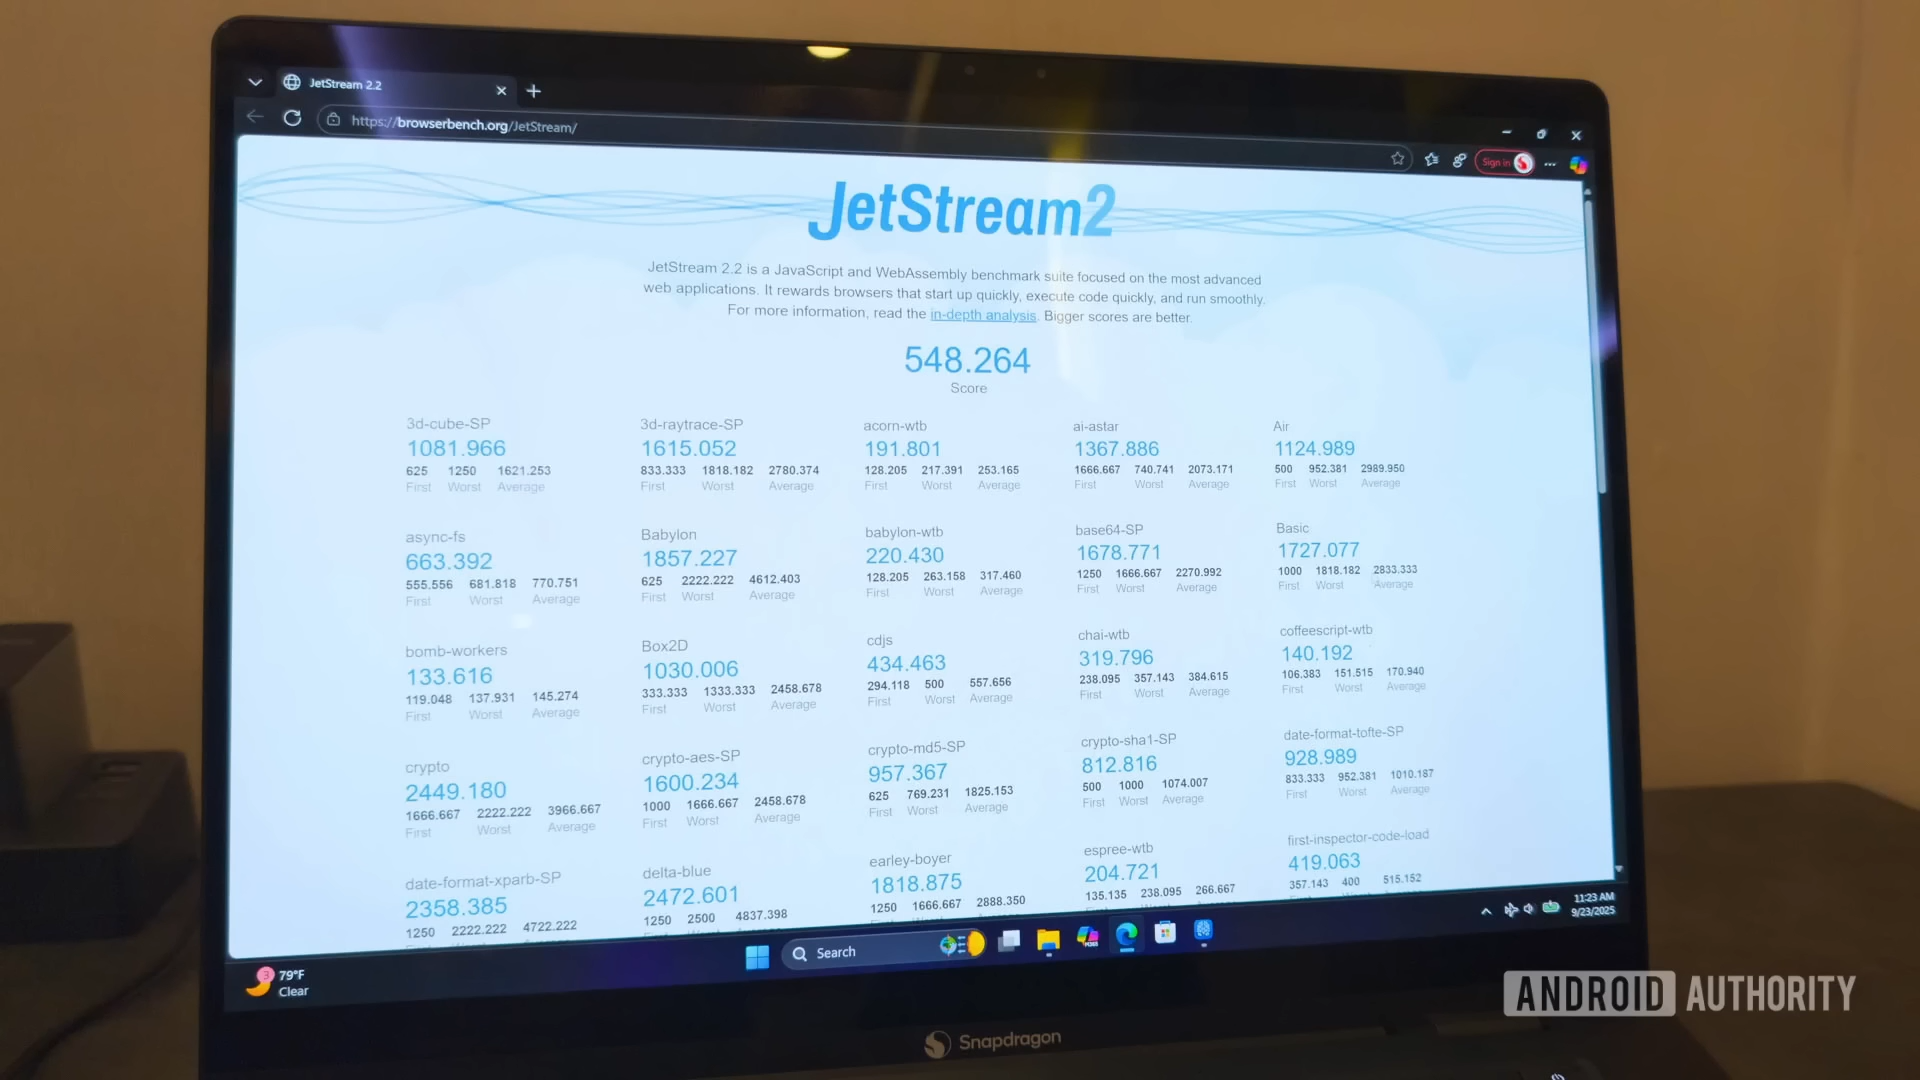 JetStream 2.2
https://browserbench.org/JetStream/
Sign in
JetStream2
JetStream 2.2 is a JavaScript and WebAssembly benchmark suite focused on the most advanced
web applications. It rewards browsers that start up quickly, execute code quickly, and run smoothly.
For more information, read the in-depth analysis. Bigger scores are better.
548.264
Score
3d-cube-SP 3d-raytrace-SP acorn-wtb ai-astar Air
1081.966 1615.052 191.801 1367.886 1124.989
625 1250 1621.253 833.333 1818.182 2780.374 128.205 217.391 253.165 1666.667 740.741 2073.171 500 952.381 2989.950
First Worst Average First Worst Average First Worst Average First Worst Average First Worst Average
async-fs Babylon babylon-wtb base64-SP Basic
663.392 1857.227 220.430 1678.771 1727.077
555.556 681.818 770.751 625 2222.222 4612.403 128.205 263.158 317.460 1250 1666.667 2270.992 1000 1818.182 2833.333
First Worst Average First Worst Average First Worst Average First Worst Average First Worst Average
bomb-workers Box2D cdjs chai-wtb coffeescript-wtb
133.616 1030.006 434.463 319.796 140.192
119.048 137.931 145.274 333.333 1333.333 2458.678 294.118 500 557.656 238.095 357.143 384.615 106.383 151.515 170.940
First Worst Average First Worst Average First Worst Average First Worst Average First Worst Average
crypto crypto-aes-SP crypto-md5-SP crypto-sha1-SP date-format-tofte-SP
2449.180 1600.234 957.367 812.816 928.989
1666.667 2222.222 3966.667 1000 1666.667 2458.678 625 769.231 1825.153 500 1000 1074.007 833.333 952.381 1010.187
First Worst Average First Worst Average First Worst Average First Worst Average First Worst Average
date-format-xparb-SP delta-blue earley-boyer espree-wtb first-inspector-code-load
2358.385 2472.601 1818.875 204.721 419.063
1250 2222.222 4722.222 1250 2500 4837.398 1250 1666.667 2888.350 135.135 238.095 266.667 357.143 400 515.152
3
79°F
Clear
Search
11:23 AM
9/23/2025
Snapdragon
ANDROID AUTHORITY